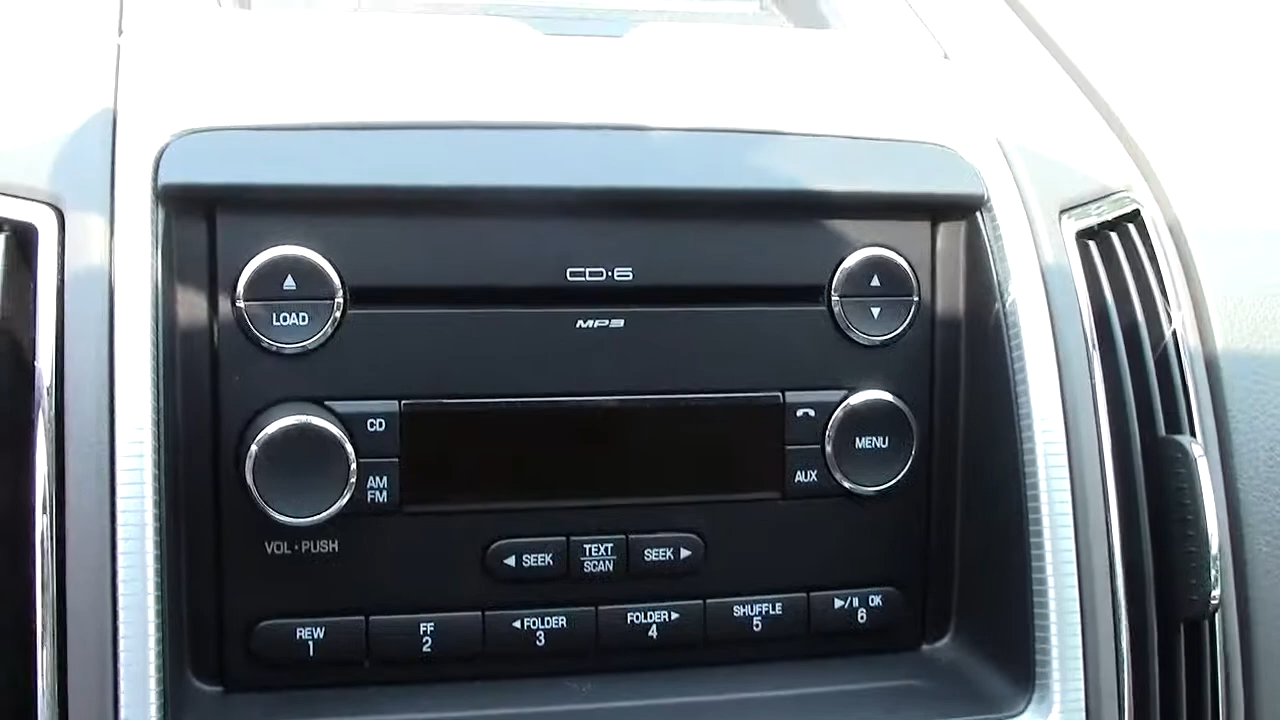 CD·6
LOAD
MP3
CD
MENU
AM
FM
AUX
VOL·PUSH
◀ SEEK
TEXT
SCAN
SEEK ▶
REW
1
FF
2
◀FOLDER
3
FOLDER▶
4
SHUFFLE
5
▶/II OK
6